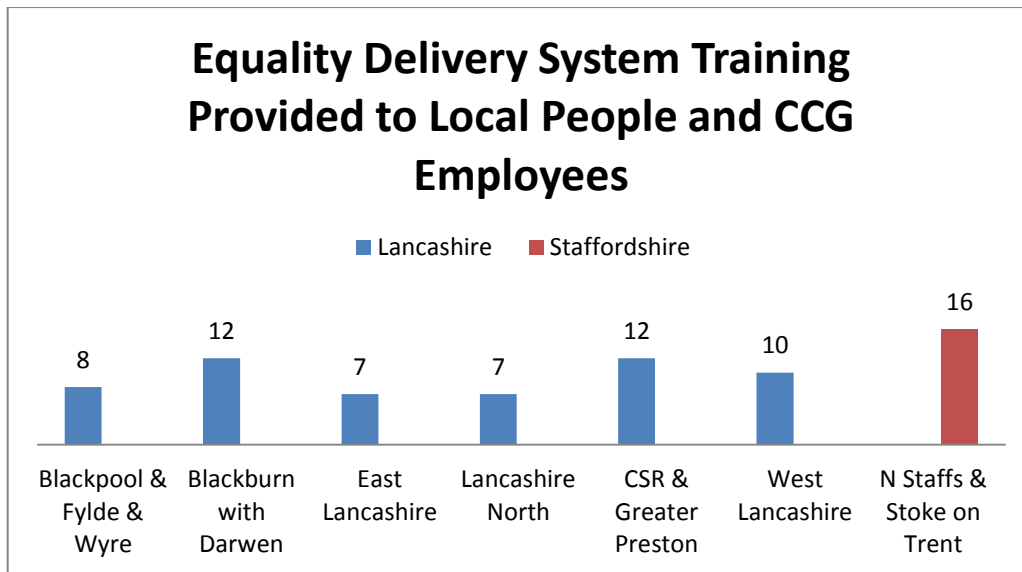 Equality Delivery System Training
Provided to Local People and CCG
Employees
Lancashire Staffordshire
8 12 7 7 12 10 16
Blackpool & Blackburn East Lancashire CSR & West N Staffs &
Fylde & with Lancashire North Greater Lancashire Stoke on
Wyre Darwen Preston Trent